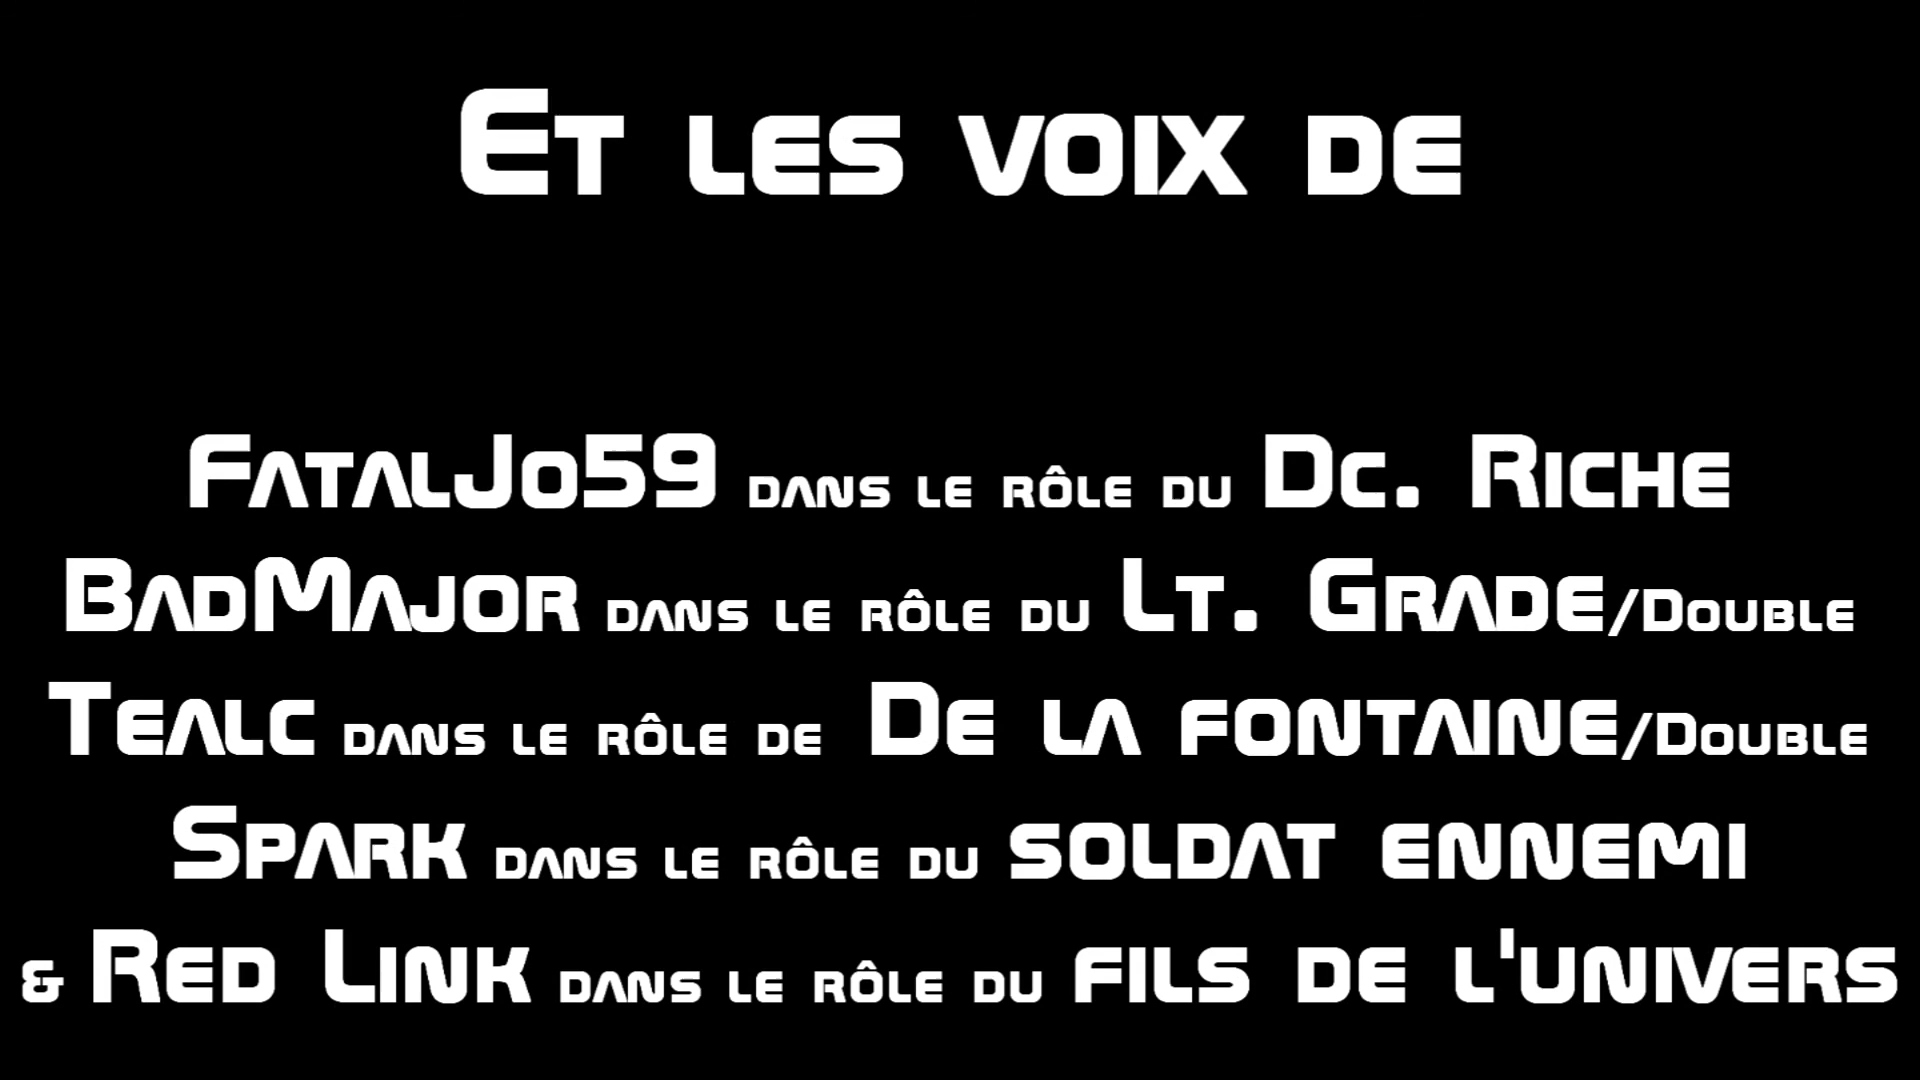 Et les voix de
FatalJo59 dans le rôle du Dc. Riche
BadMajor dans le rôle du Lt. Grade/Double
Tealc dans le rôle de De la fontaine/Double
Spark dans le rôle du soldat ennemi
& Red Link dans le rôle du fils de l'univers